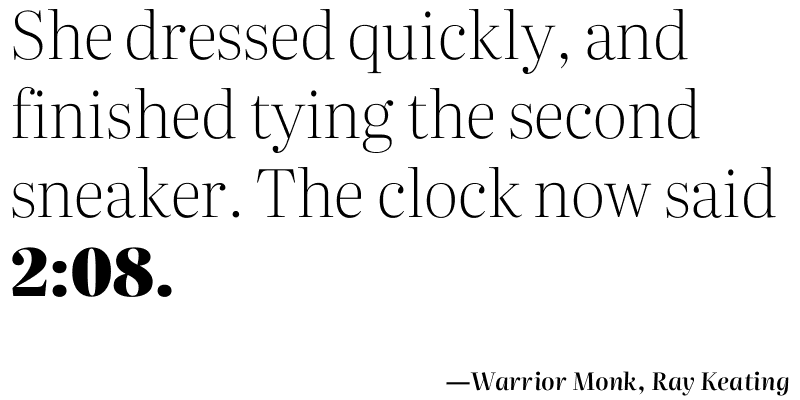 She dressed quickly, and
finished tying the second
sneaker. The clock now said
2:08.
—Warrior Monk, Ray Keating